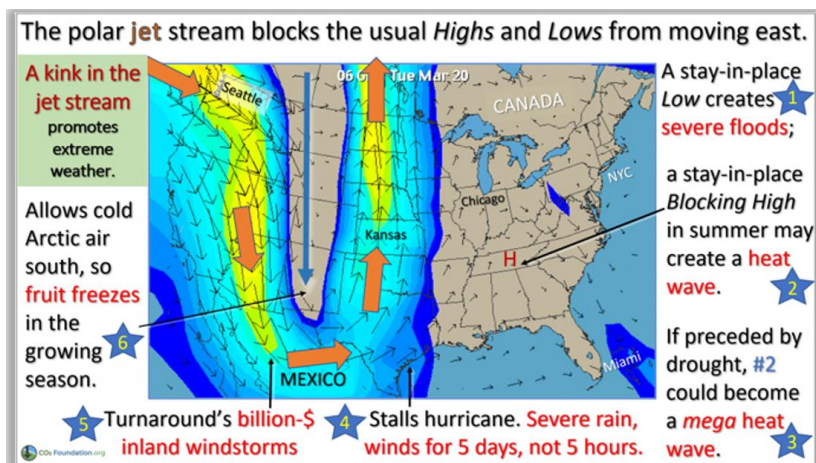 The polar jet stream blocks the usual Highs and Lows from moving east.
A kink in the
jet stream
promotes
extreme
weather.
Allows cold
Arctic air
south, so
fruit freezes
in the
growing
season.
6
Seattle
Tue Mar 20
CANADA
NYC
Chicago
Kansas
H
MEXICO
Miami
A stay-in-place
Low creates
severe floods;
1
a stay-in-place
Blocking High
in summer may
create a heat
wave.
2
If preceded by
drought, #2
could become
a mega heat
wave.
3
5 Turnaround's billion-$
inland windstorms
4 Stalls hurricane. Severe rain,
winds for 5 days, not 5 hours.
CO₂ Foundation.org